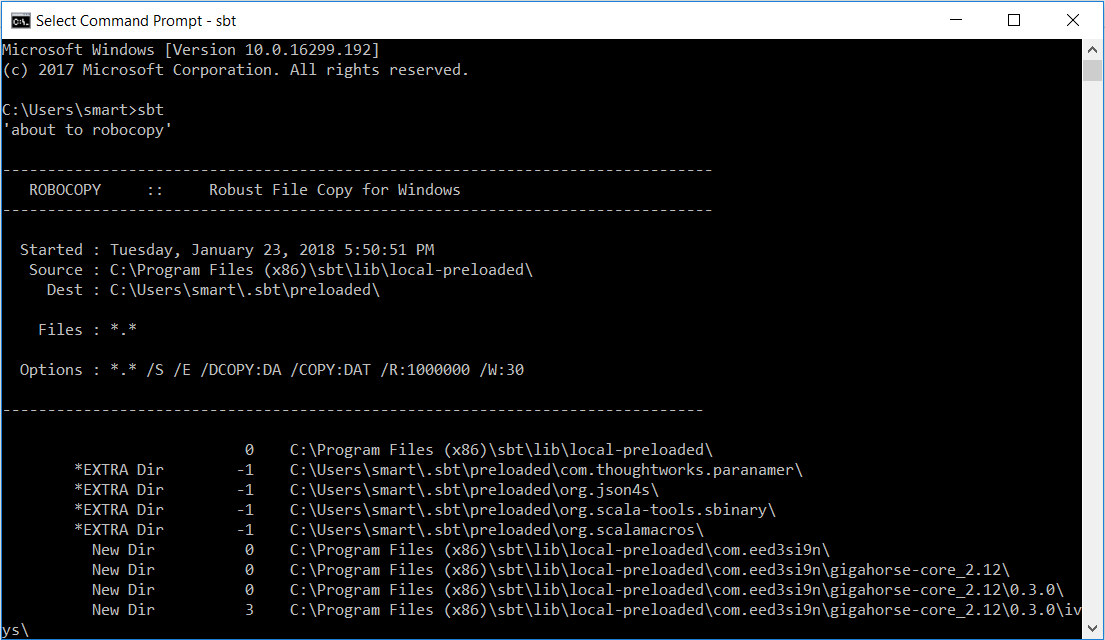 Select Command Prompt - sbt
Microsoft Windows [Version 10.0.16299.192]
(c) 2017 Microsoft Corporation. All rights reserved.
C:\Users\smart>sbt
'about to robocopy'
-------------------------------------------------------------------------------
   ROBOCOPY     ::     Robust File Copy for Windows
-------------------------------------------------------------------------------
  Started : Tuesday, January 23, 2018 5:50:51 PM
   Source : C:\Program Files (x86)\sbt\lib\local-preloaded\
     Dest : C:\Users\smart\.sbt\preloaded\
    Files : *.*
  Options : *.* /S /E /DCOPY:DA /COPY:DAT /R:1000000 /W:30
------------------------------------------------------------------------------
                           0    C:\Program Files (x86)\sbt\lib\local-preloaded\
        *EXTRA Dir        -1    C:\Users\smart\.sbt\preloaded\com.thoughtworks.paranamer\
        *EXTRA Dir        -1    C:\Users\smart\.sbt\preloaded\org.json4s\
        *EXTRA Dir        -1    C:\Users\smart\.sbt\preloaded\org.scala-tools.sbinary\
        *EXTRA Dir        -1    C:\Users\smart\.sbt\preloaded\org.scalamacros\
          New Dir          0    C:\Program Files (x86)\sbt\lib\local-preloaded\com.eed3si9n\
          New Dir          0    C:\Program Files (x86)\sbt\lib\local-preloaded\com.eed3si9n\gigahorse-core_2.12\
          New Dir          0    C:\Program Files (x86)\sbt\lib\local-preloaded\com.eed3si9n\gigahorse-core_2.12\0.3.0\
          New Dir          3    C:\Program Files (x86)\sbt\lib\local-preloaded\com.eed3si9n\gigahorse-core_2.12\0.3.0\iv
ys\